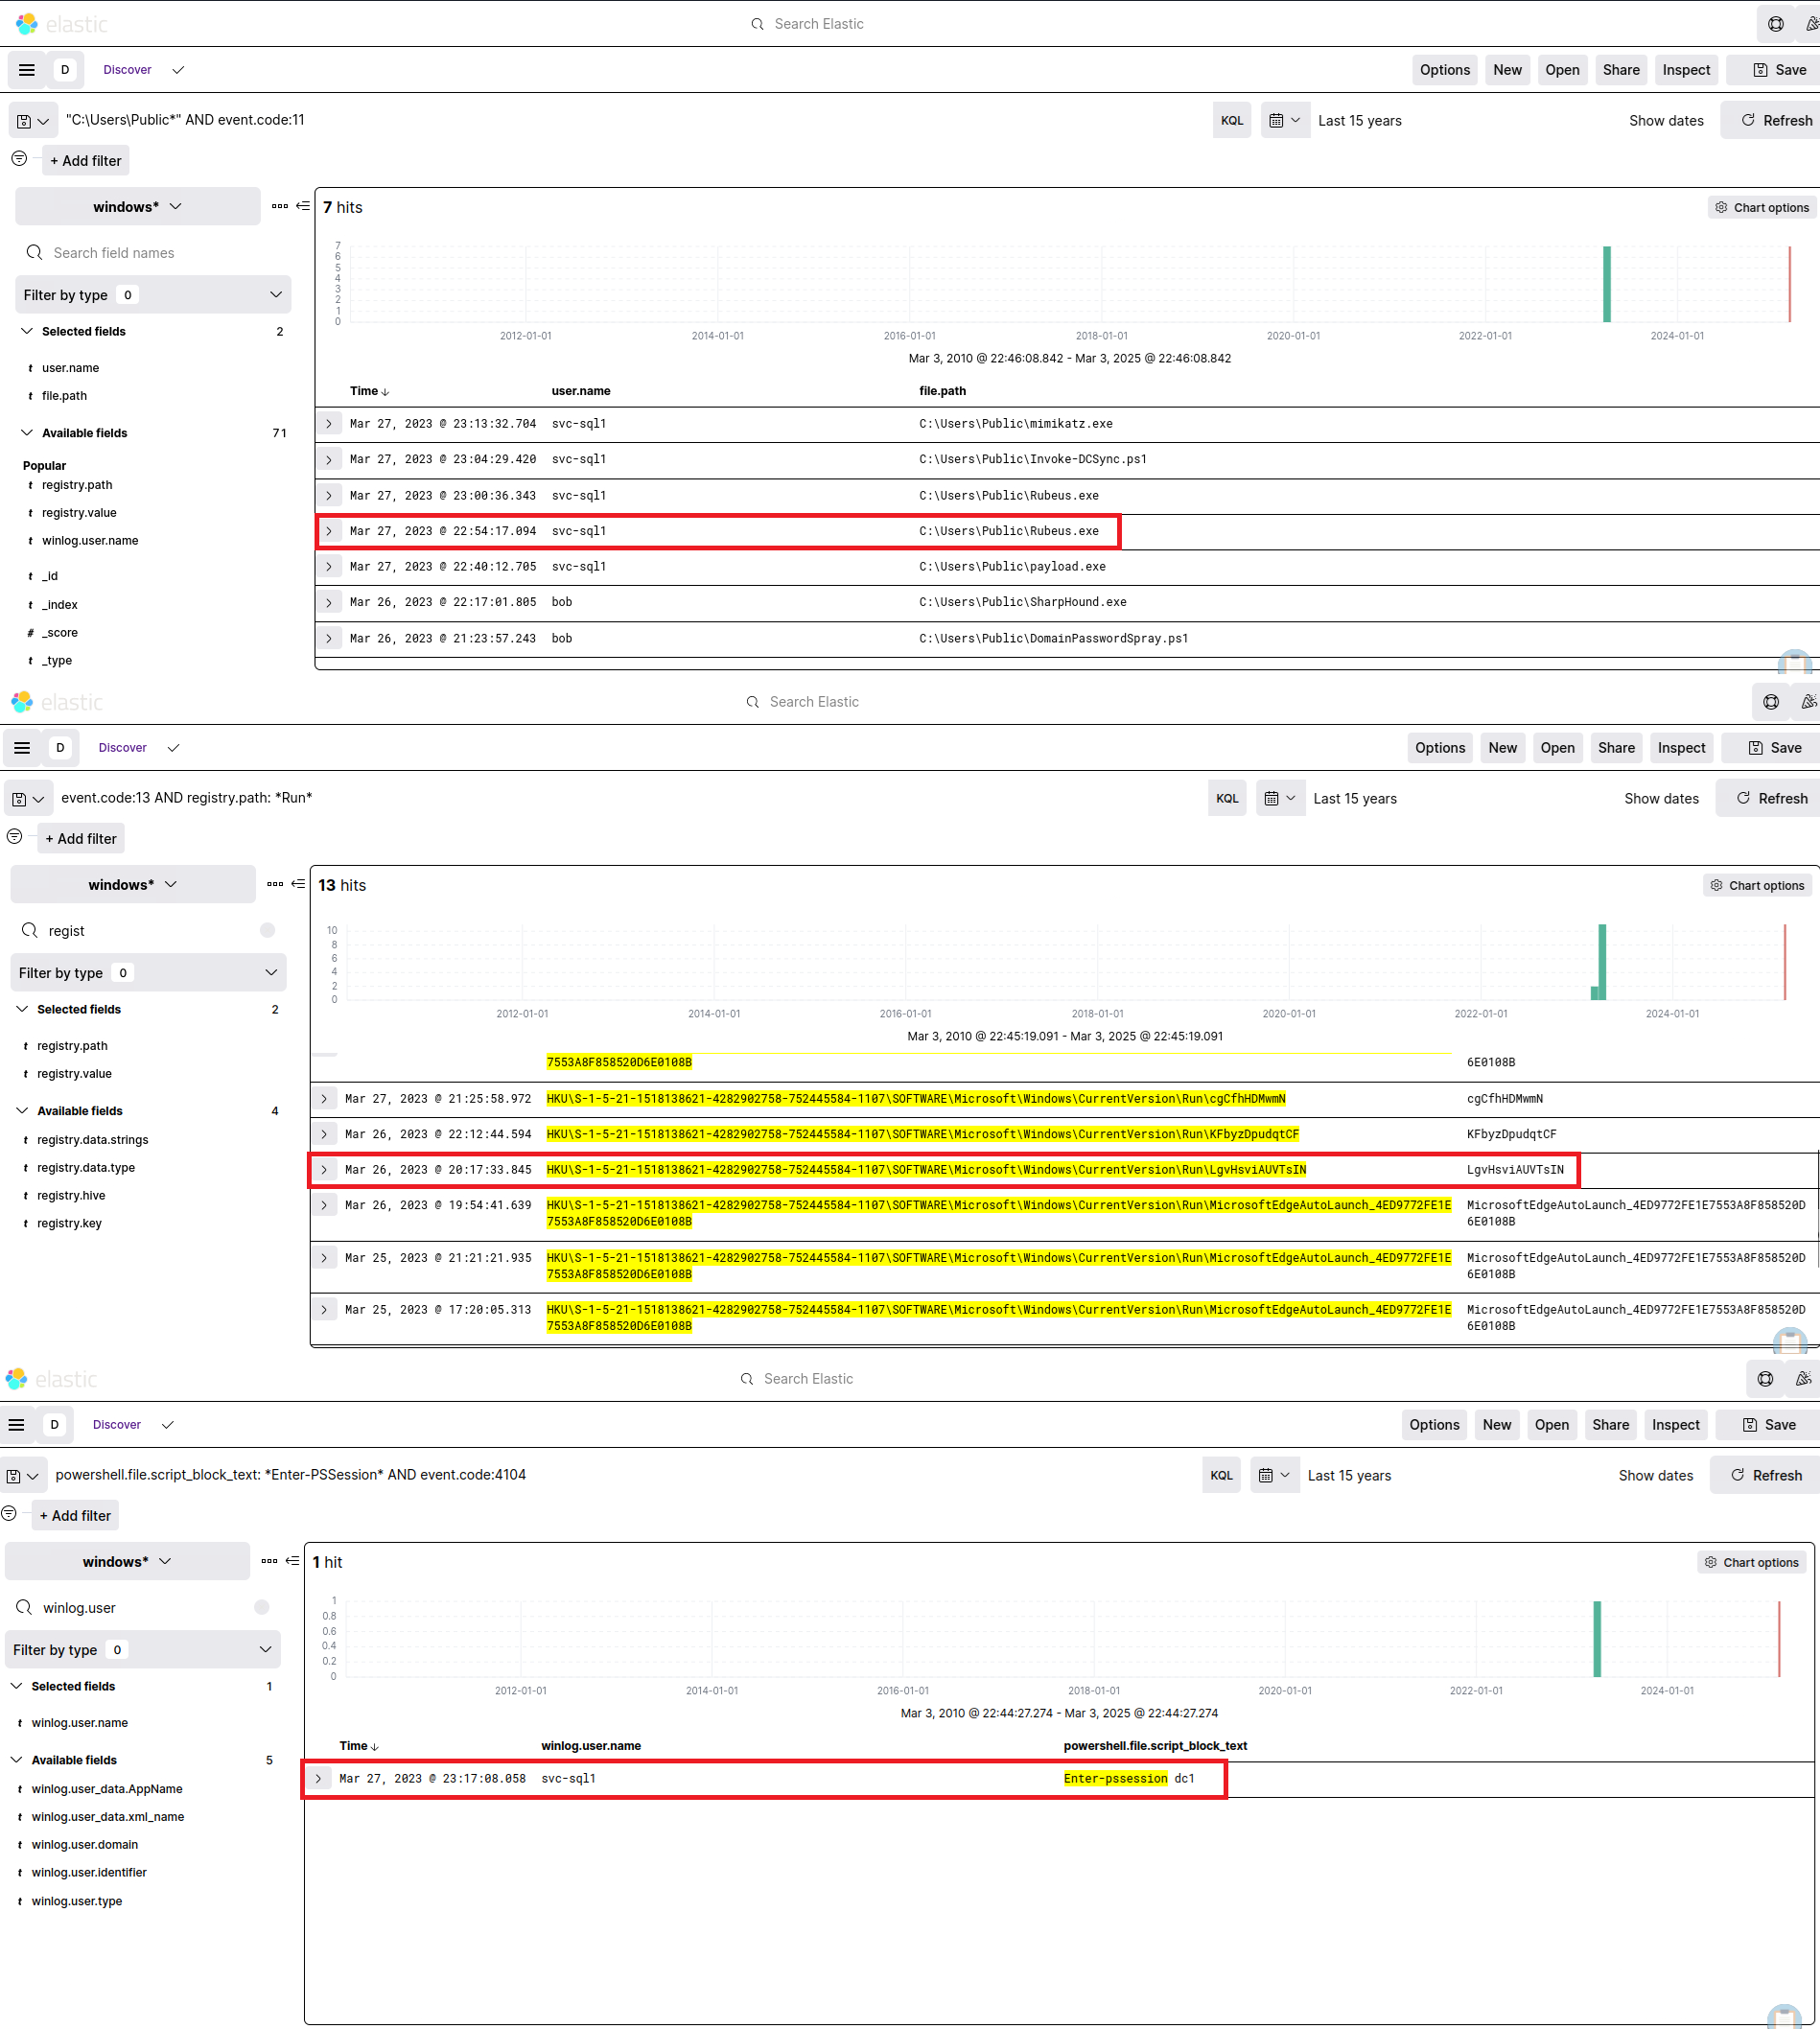 elastic
Search Elastic
D Discover
Options New Open Share Inspect Save
"C:\Users\Public*" AND event.code:11
KQL Last 15 years Show dates Refresh
+ Add filter
windows*
7 hits
Chart options
Search field names
Filter by type 0
Selected fields 2
t user.name
t file.path
Available fields 71
Popular
t registry.path
t registry.value
t winlog.user.name
t _id
t _index
# _score
t _type
7
6
5
4
3
2
1
0
2012-01-01 2014-01-01 2016-01-01 2018-01-01 2020-01-01 2022-01-01 2024-01-01
Mar 3, 2010 @ 22:46:08.842 - Mar 3, 2025 @ 22:46:08.842
Time user.name file.path
Mar 27, 2023 @ 23:13:32.704 svc-sql1 C:\Users\Public\mimikatz.exe
Mar 27, 2023 @ 23:04:29.420 svc-sql1 C:\Users\Public\Invoke-DCSync.ps1
Mar 27, 2023 @ 23:00:36.343 svc-sql1 C:\Users\Public\Rubeus.exe
Mar 27, 2023 @ 22:54:17.094 svc-sql1 C:\Users\Public\Rubeus.exe
Mar 27, 2023 @ 22:40:12.705 svc-sql1 C:\Users\Public\payload.exe
Mar 26, 2023 @ 22:17:01.805 bob C:\Users\Public\SharpHound.exe
Mar 26, 2023 @ 21:23:57.243 bob C:\Users\Public\DomainPasswordSpray.ps1
elastic
Search Elastic
D Discover
Options New Open Share Inspect Save
event.code:13 AND registry.path: *Run*
KQL Last 15 years Show dates Refresh
+ Add filter
windows*
13 hits
Chart options
regist
Filter by type 0
Selected fields 2
t registry.path
t registry.value
Available fields 4
t registry.data.strings
t registry.data.type
t registry.hive
t registry.key
10
8
6
4
2
0
2012-01-01 2014-01-01 2016-01-01 2018-01-01 2020-01-01 2022-01-01 2024-01-01
Mar 3, 2010 @ 22:45:19.091 - Mar 3, 2025 @ 22:45:19.091
7553A8F858520D6E0108B 6E0108B
Mar 27, 2023 @ 21:25:58.972 HKU\S-1-5-21-1518138621-4282902758-752445584-1107\SOFTWARE\Microsoft\Windows\CurrentVersion\Run\cgCfhHDMwmN cgCfhHDMwmN
Mar 26, 2023 @ 22:12:44.594 HKU\S-1-5-21-1518138621-4282902758-752445584-1107\SOFTWARE\Microsoft\Windows\CurrentVersion\Run\KFbyzDpudqtCF KFbyzDpudqtCF
Mar 26, 2023 @ 20:17:33.845 HKU\S-1-5-21-1518138621-4282902758-752445584-1107\SOFTWARE\Microsoft\Windows\CurrentVersion\Run\LgvHsviAUVTsIN LgvHsviAUVTsIN
Mar 26, 2023 @ 19:54:41.639 HKU\S-1-5-21-1518138621-4282902758-752445584-1107\SOFTWARE\Microsoft\Windows\CurrentVersion\Run\MicrosoftEdgeAutoLaunch_4ED9772FE1E MicrosoftEdgeAutoLaunch_4ED9772FE1E7553A8F858520D
7553A8F858520D6E0108B 6E0108B
Mar 25, 2023 @ 21:21:21.935 HKU\S-1-5-21-1518138621-4282902758-752445584-1107\SOFTWARE\Microsoft\Windows\CurrentVersion\Run\MicrosoftEdgeAutoLaunch_4ED9772FE1E MicrosoftEdgeAutoLaunch_4ED9772FE1E7553A8F858520D
7553A8F858520D6E0108B 6E0108B
Mar 25, 2023 @ 17:20:05.313 HKU\S-1-5-21-1518138621-4282902758-752445584-1107\SOFTWARE\Microsoft\Windows\CurrentVersion\Run\MicrosoftEdgeAutoLaunch_4ED9772FE1E MicrosoftEdgeAutoLaunch_4ED9772FE1E7553A8F858520D
7553A8F858520D6E0108B 6E0108B
elastic
Search Elastic
D Discover
Options New Open Share Inspect Save
powershell.file.script_block_text: *Enter-PSSession* AND event.code:4104
KQL Last 15 years Show dates Refresh
+ Add filter
windows*
1 hit
Chart options
winlog.user
Filter by type 0
Selected fields 1
t winlog.user.name
Available fields 5
t winlog.user_data.AppName
t winlog.user_data.xml_name
t winlog.user.domain
t winlog.user.identifier
t winlog.user.type
1
0.8
0.6
0.4
0.2
0
2012-01-01 2014-01-01 2016-01-01 2018-01-01 2020-01-01 2022-01-01 2024-01-01
Mar 3, 2010 @ 22:44:27.274 - Mar 3, 2025 @ 22:44:27.274
Time winlog.user.name powershell.file.script_block_text
Mar 27, 2023 @ 23:17:08.058 svc-sql1 Enter-pssession dc1